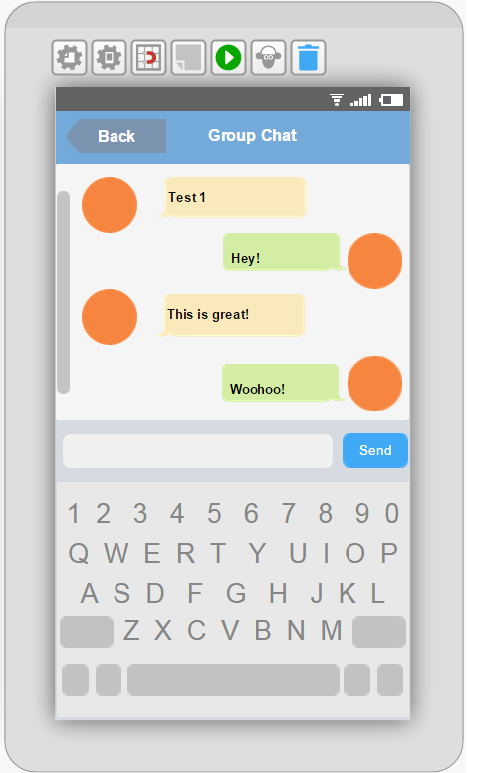 Back Group Chat
Test 1
Hey!
This is great!
Woohoo!
Send
1 2 3 4 5 6 7 8 9 0
Q W E R T Y U I O P
A S D F G H J K L
Z X C V B N M